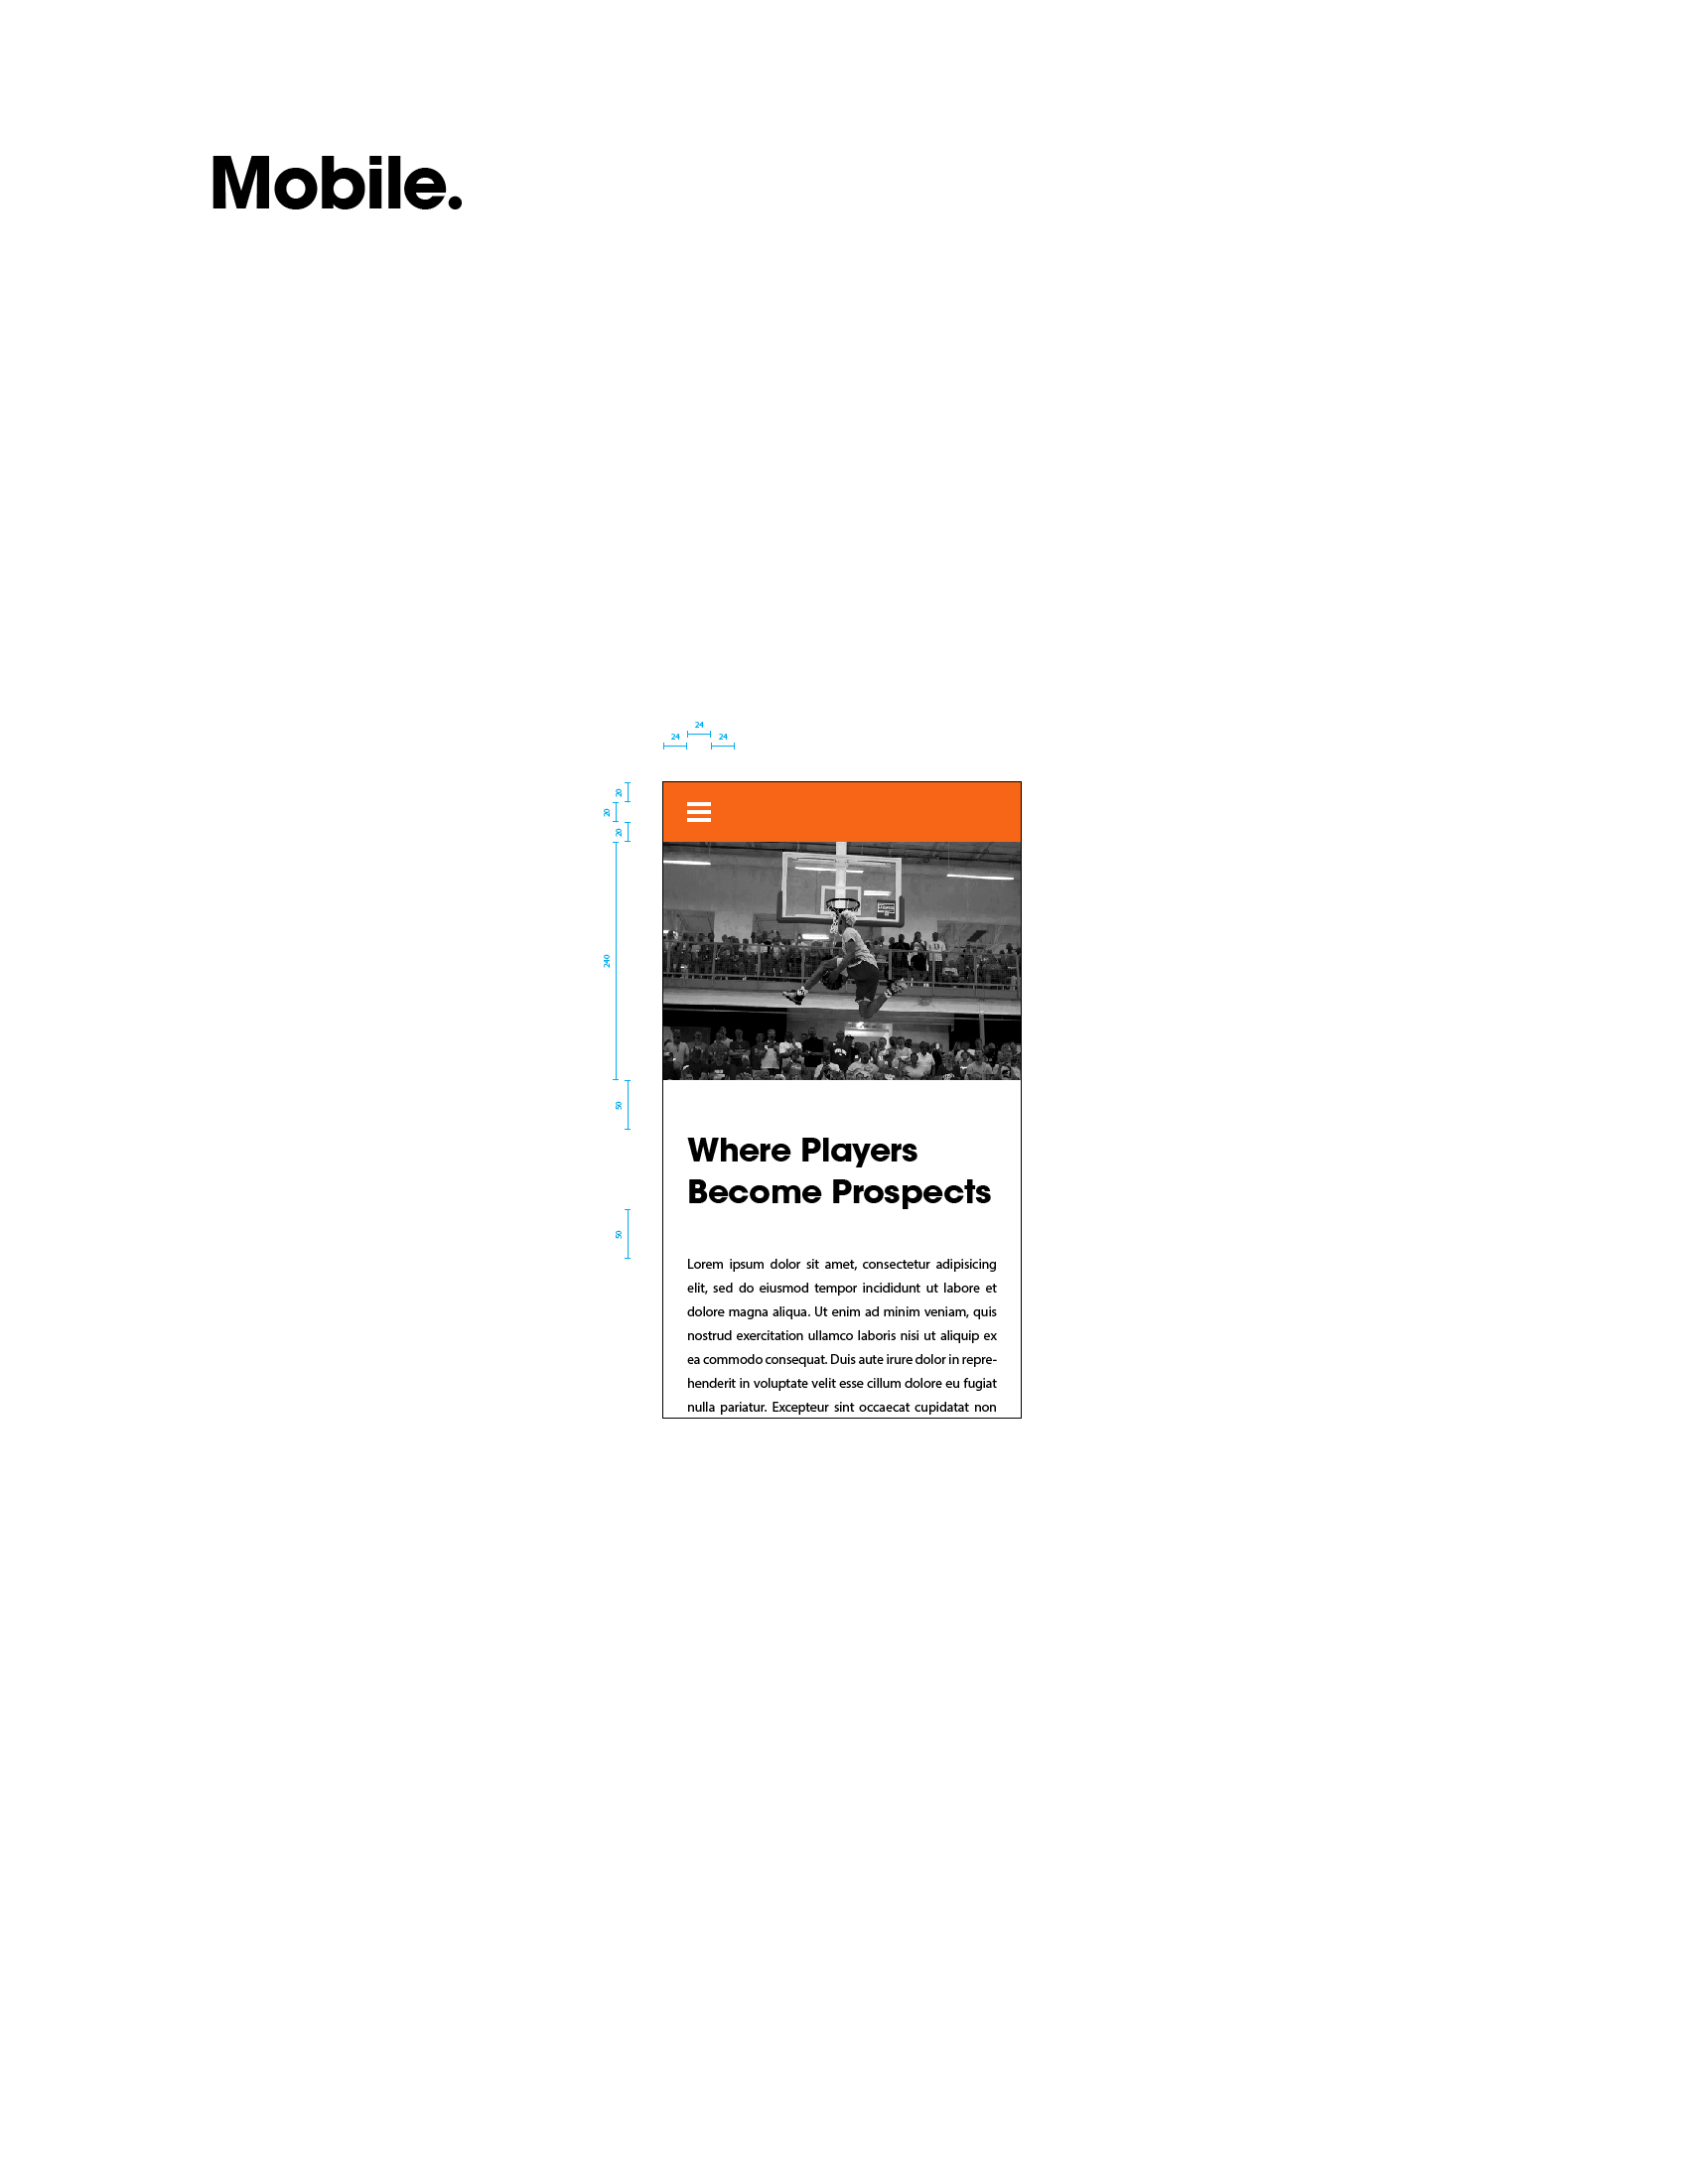 Mobile.
24
24
24
20
20
20
240
50
Where Players
Become Prospects
50
Lorem ipsum dolor sit amet, consectetur adipisicing
elit, sed do eiusmod tempor incididunt ut labore et
dolore magna aliqua. Ut enim ad minim veniam, quis
nostrud exercitation ullamco laboris nisi ut aliquip ex
ea commodo consequat. Duis aute irure dolor in repre-
henderit in voluptate velit esse cillum dolore eu fugiat
nulla pariatur. Excepteur sint occaecat cupidatat non